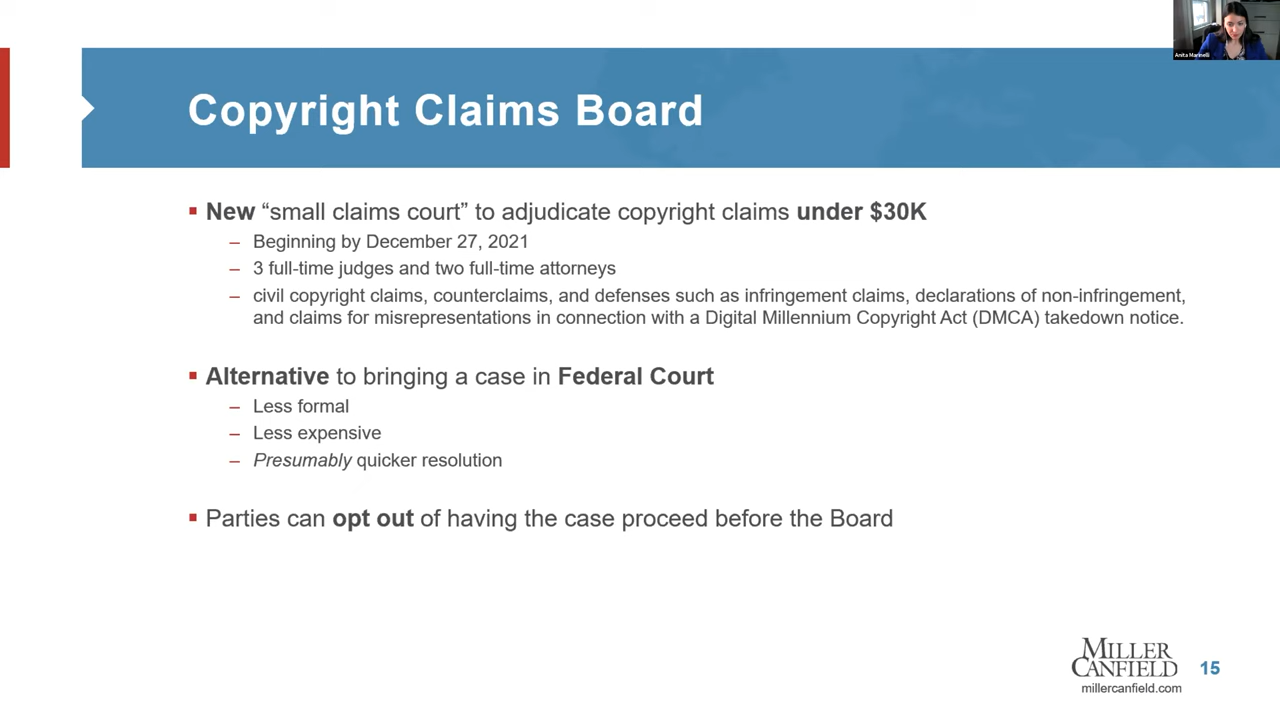 Anita Marinelli
Copyright Claims Board
▪ New “small claims court” to adjudicate copyright claims under $30K
– Beginning by December 27, 2021
– 3 full-time judges and two full-time attorneys
– civil copyright claims, counterclaims, and defenses such as infringement claims, declarations of non-infringement,
and claims for misrepresentations in connection with a Digital Millennium Copyright Act (DMCA) takedown notice.
▪ Alternative to bringing a case in Federal Court
– Less formal
– Less expensive
– Presumably quicker resolution
▪ Parties can opt out of having the case proceed before the Board
MILLER
CANFIELD
millercanfield.com
15